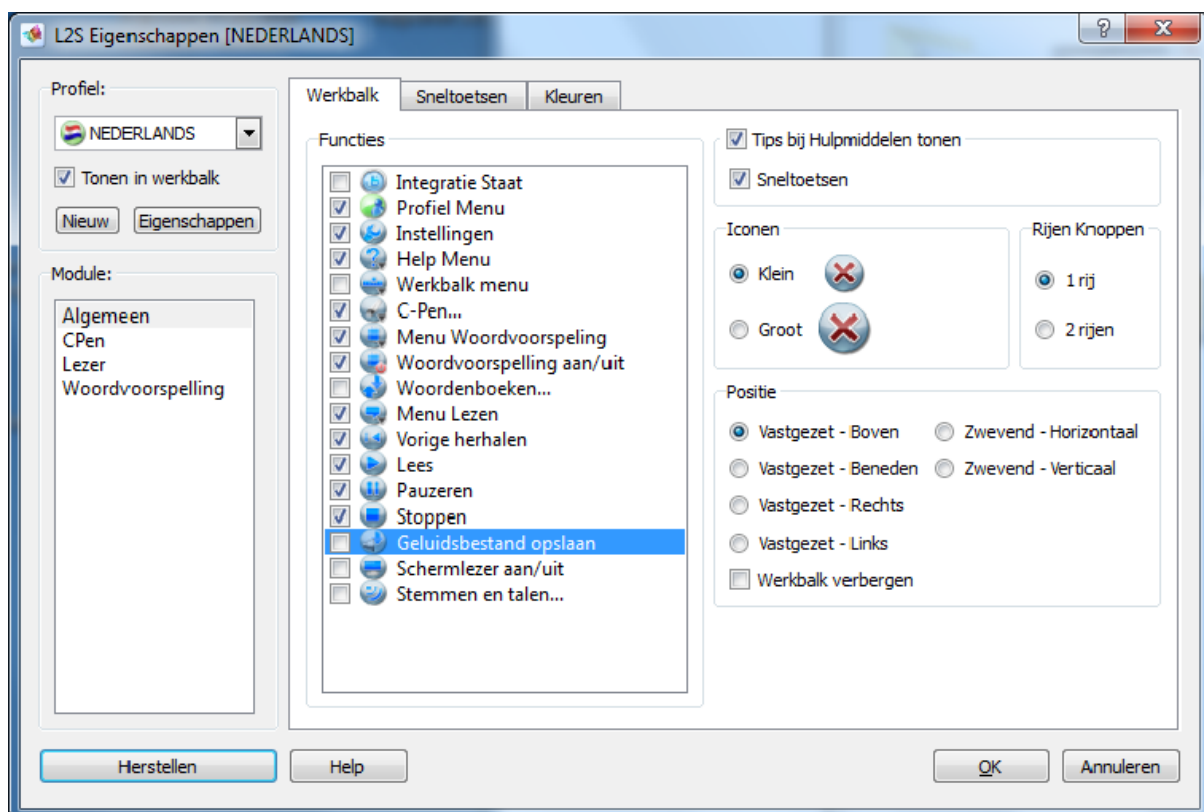 L2S Eigenschappen [NEDERLANDS]
Profiel:
NEDERLANDS
Tonen in werkbalk
Nieuw Eigenschappen
Module:
Algemeen
CPen
Lezer
Woordvoorspelling
Werkbalk Sneltoetsen Kleuren
Functies
Integratie Staat
Profiel Menu
Instellingen
Help Menu
Werkbalk menu
C-Pen...
Menu Woordvoorspeling
Woordvoorspelling aan/uit
Woordenboeken...
Menu Lezen
Vorige herhalen
Lees
Pauzeren
Stoppen
Geluidsbestand opslaan
Schermlezer aan/uit
Stemmen en talen...
Tips bij Hulpmiddelen tonen
Sneltoetsen
Iconen
Klein
Groot
Rijen Knoppen
1 rij
2 rijen
Positie
Vastgezet - Boven Zwevend - Horizontaal
Vastgezet - Beneden Zwevend - Verticaal
Vastgezet - Rechts
Vastgezet - Links
Werkbalk verbergen
Herstellen Help OK Annuleren